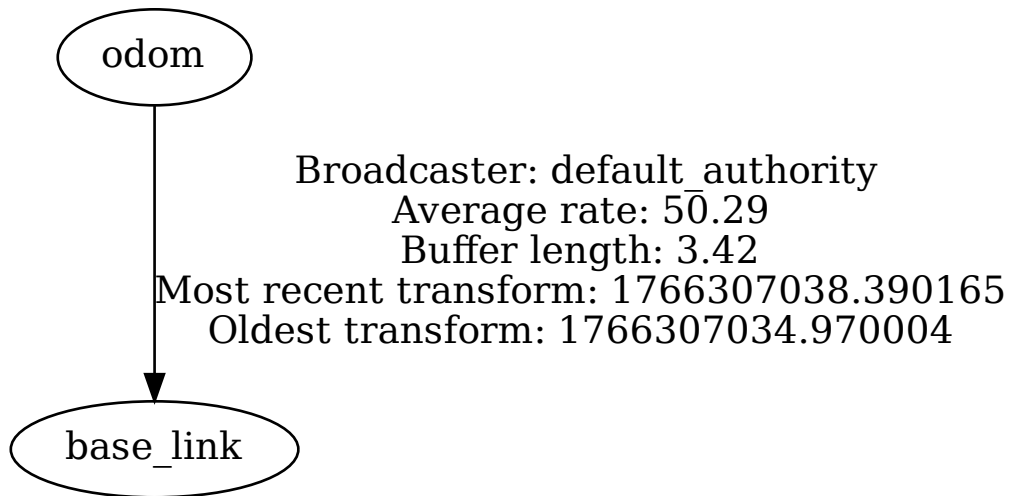 odom
Broadcaster: default_authority
Average rate: 50.29
Buffer length: 3.42
Most recent transform: 1766307038.390165
Oldest transform: 1766307034.970004
base_link